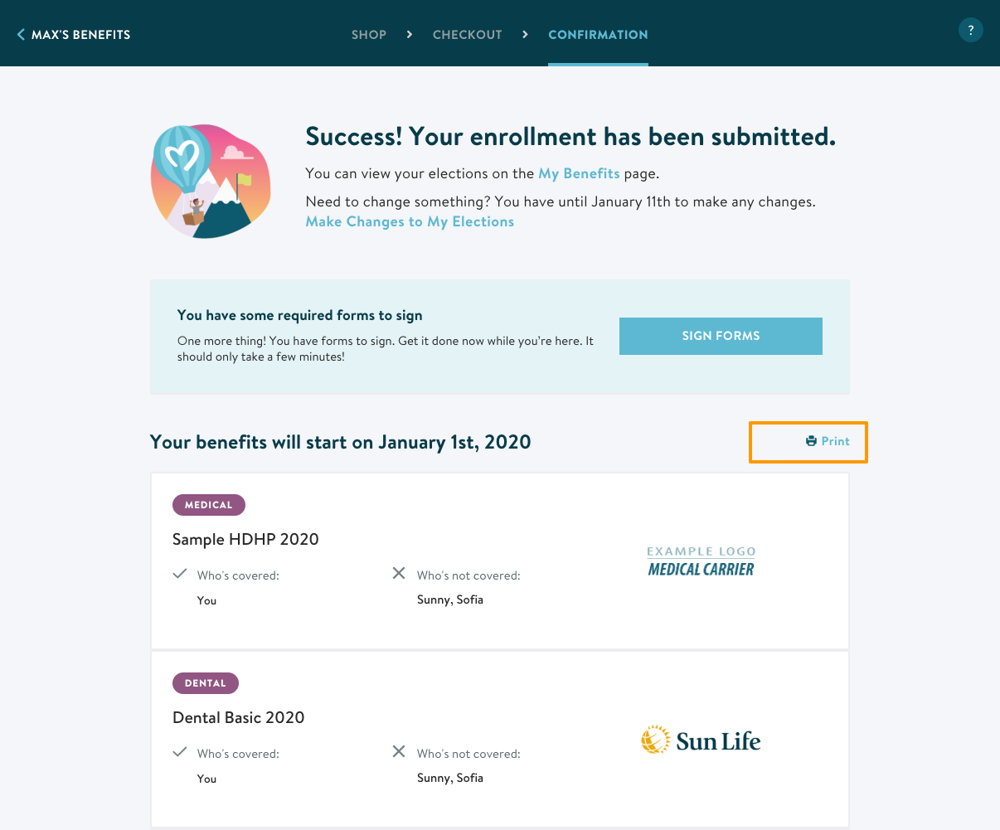 MAX'S BENEFITS
SHOP
CHECKOUT
CONFIRMATION
?
Success! Your enrollment has been submitted.
You can view your elections on the My Benefits page.
Need to change something? You have until January 11th to make any changes.
Make Changes to My Elections
You have some required forms to sign
One more thing! You have forms to sign. Get it done now while you're here. It
should only take a few minutes!
SIGN FORMS
Your benefits will start on January 1st, 2020
Print
MEDICAL
Sample HDHP 2020
Who's covered:
You
Who's not covered:
Sunny, Sofia
EXAMPLE LOGO
MEDICAL CARRIER
DENTAL
Dental Basic 2020
Who's covered:
You
Who's not covered:
Sunny, Sofia
Sun Life